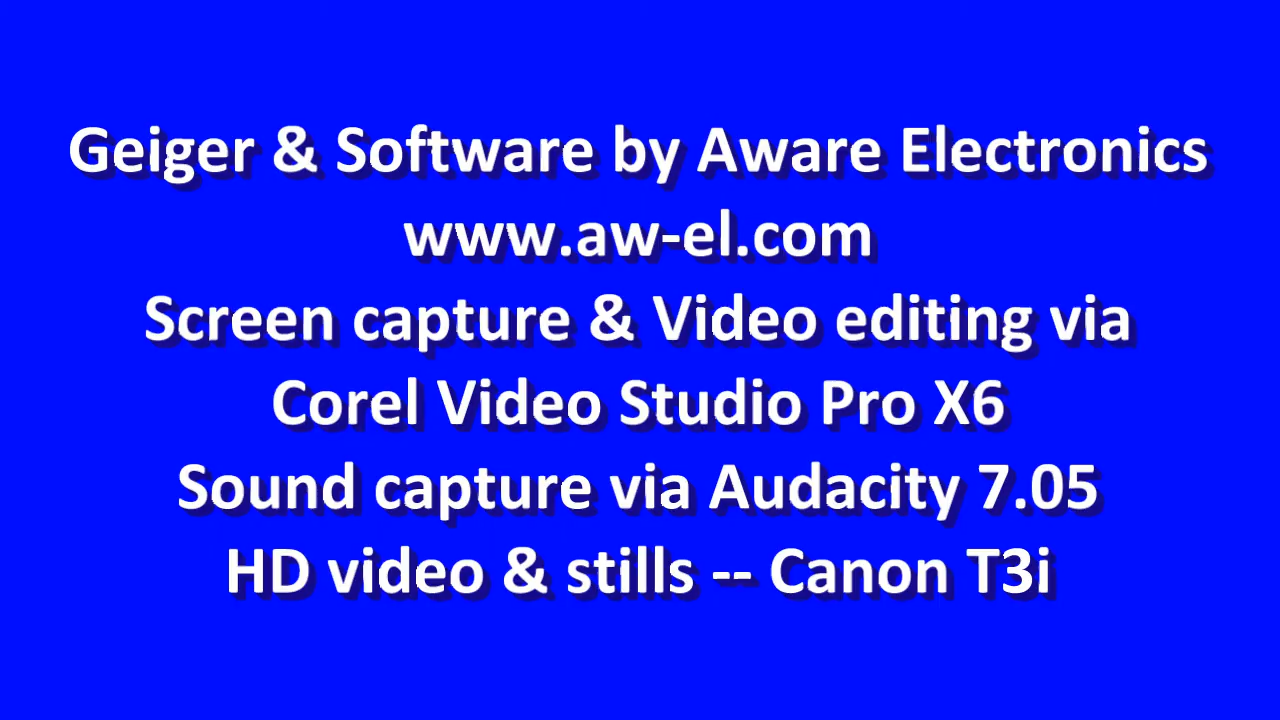 Geiger & Software by Aware Electronics
www.aw-el.com
Screen capture & Video editing via
Corel Video Studio Pro X6
Sound capture via Audacity 7.05
HD video & stills -- Canon T3i